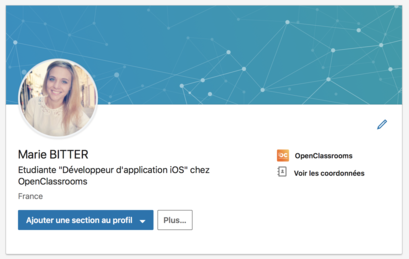 Marie BITTER
Etudiante "Développeur d'application iOS" chez
OpenClassrooms
France
Ajouter une section au profil
Plus...
OC OpenClassrooms
Voir les coordonnées